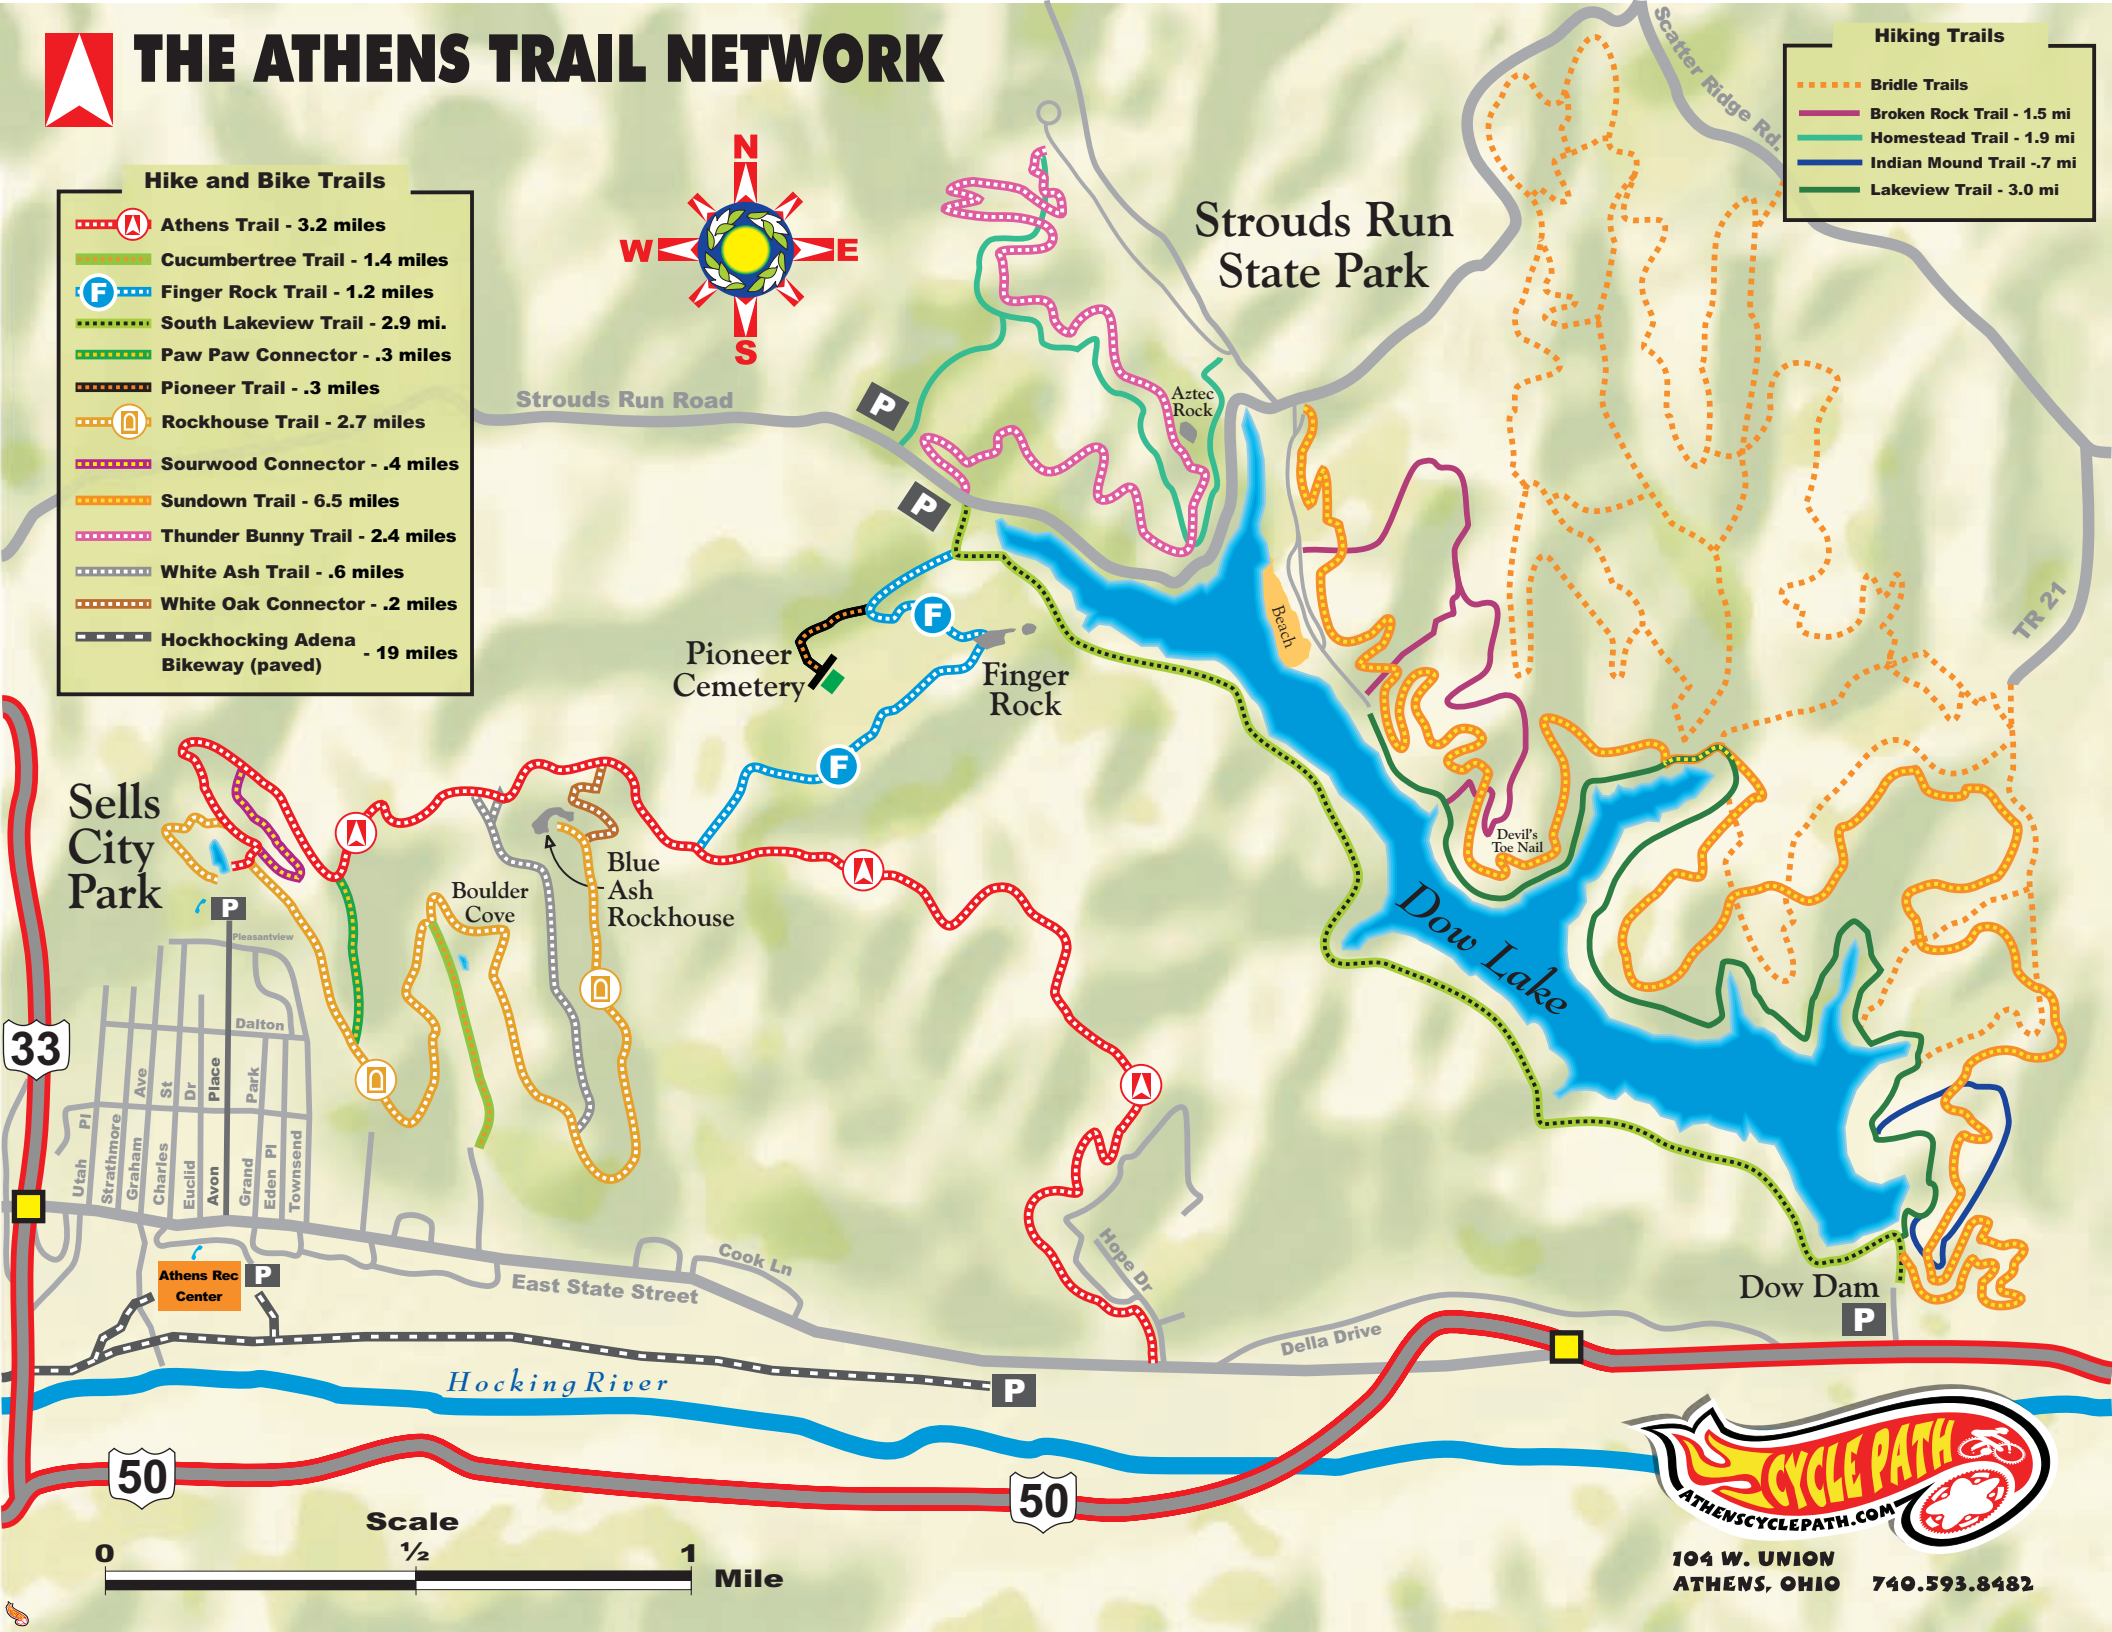 THE ATHENS TRAIL NETWORK
Hike and Bike Trails
Athens Trail - 3.2 miles
Cucumbertree Trail - 1.4 miles
F
Finger Rock Trail - 1.2 miles
South Lakeview Trail - 2.9 mi.
Paw Paw Connector - .3 miles
Pioneer Trail - .3 miles
Rockhouse Trail - 2.7 miles
Sourwood Connector - .4 miles
Sundown Trail - 6.5 miles
Thunder Bunny Trail - 2.4 miles
White Ash Trail - .6 miles
White Oak Connector - .2 miles
Hockhocking Adena
Bikeway (paved) - 19 miles
N
W
E
S
Hiking Trails
Bridle Trails
Broken Rock Trail - 1.5 mi
Homestead Trail - 1.9 mi
Indian Mound Trail -.7 mi
Lakeview Trail - 3.0 mi
Scatter Ridge Rd.
Strouds Run
State Park
Strouds Run Road
P
P
Aztec
Rock
Beach
TR 21
F
Pioneer
Cemetery
Finger
Rock
F
Sells
City
Park
Blue
Ash
Rockhouse
Boulder
Cove
Devil's
Toe Nail
Dow Lake
P
Pleasantview
Dalton
33
Utah Pl
Strathmore
Graham Ave
Charles St
Euclid Dr
Avon Place
Grand Park
Eden Pl
Townsend
Hope Dr
Athens Rec
Center
P
Cook Ln
East State Street
Della Drive
Dow Dam
P
Hocking River
P
50
50
Scale
0
½
1
Mile
CYCLE PATH
ATHENSCYCLEPATH.COM
104 W. UNION
ATHENS, OHIO 740.593.8482